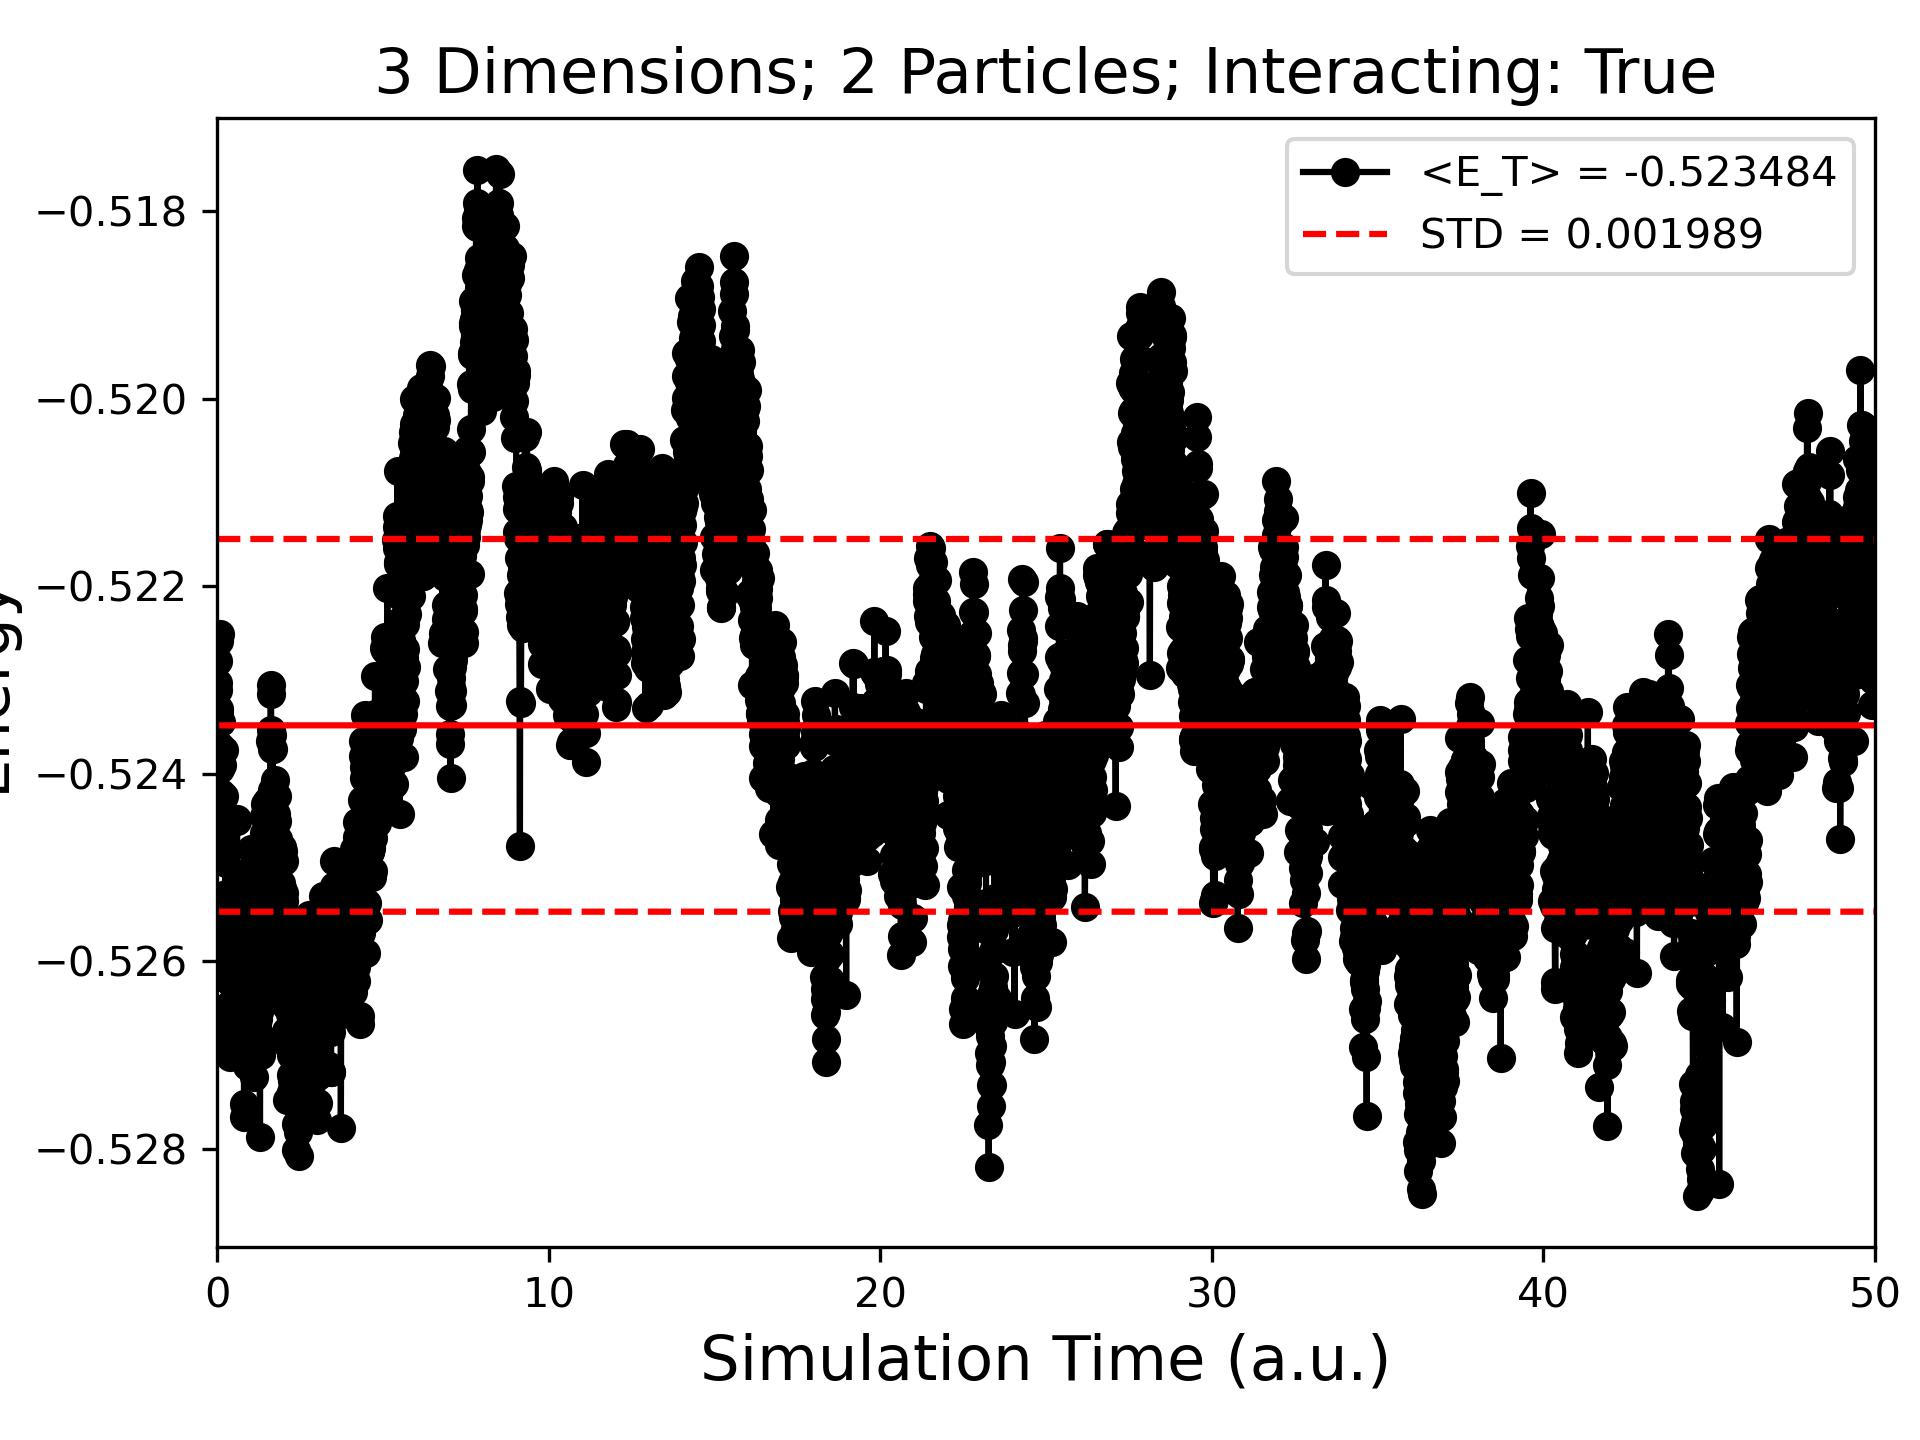 3 Dimensions; 2 Particles; Interacting: True
<E_T> = -0.523484
STD = 0.001989
−0.518
−0.520
−0.522
−0.524
−0.526
−0.528
Energy
0 10 20 30 40 50
Simulation Time (a.u.)